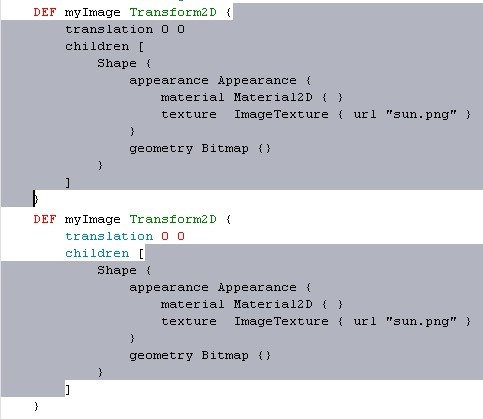 DEF myImage Transform2D {
translation 0 0
children [
Shape {
appearance Appearance {
material Material2D { }
texture  ImageTexture { url "sun.png" }
}
geometry Bitmap {}
}
]
}
DEF myImage Transform2D {
translation 0 0
children [
Shape {
appearance Appearance {
material Material2D { }
texture  ImageTexture { url "sun.png" }
}
geometry Bitmap {}
}
]
}